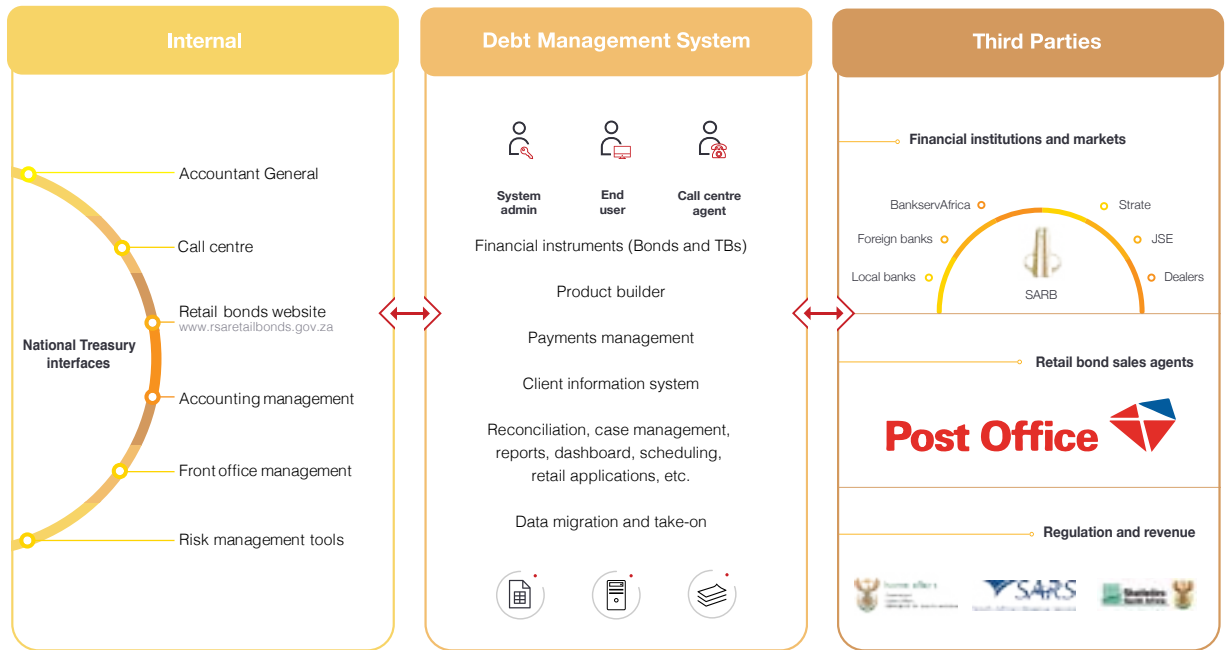 Internal
Accountant General
Call centre
Retail bonds website
www.rsaretailbonds.gov.za
National Treasury
interfaces
Accounting management
Front office management
Risk management tools
Debt Management System
System
admin
End
user
Call centre
agent
Financial instruments (Bonds and TBs)
Product builder
Payments management
Client information system
Reconciliation, case management,
reports, dashboard, scheduling,
retail applications, etc.
Data migration and take-on
Third Parties
Financial institutions and markets
BankservAfrica
Strate
Foreign banks
JSE
Local banks
Dealers
SARB
Retail bond sales agents
Post Office
Regulation and revenue
home affairs
SARS
Statistics
South Africa